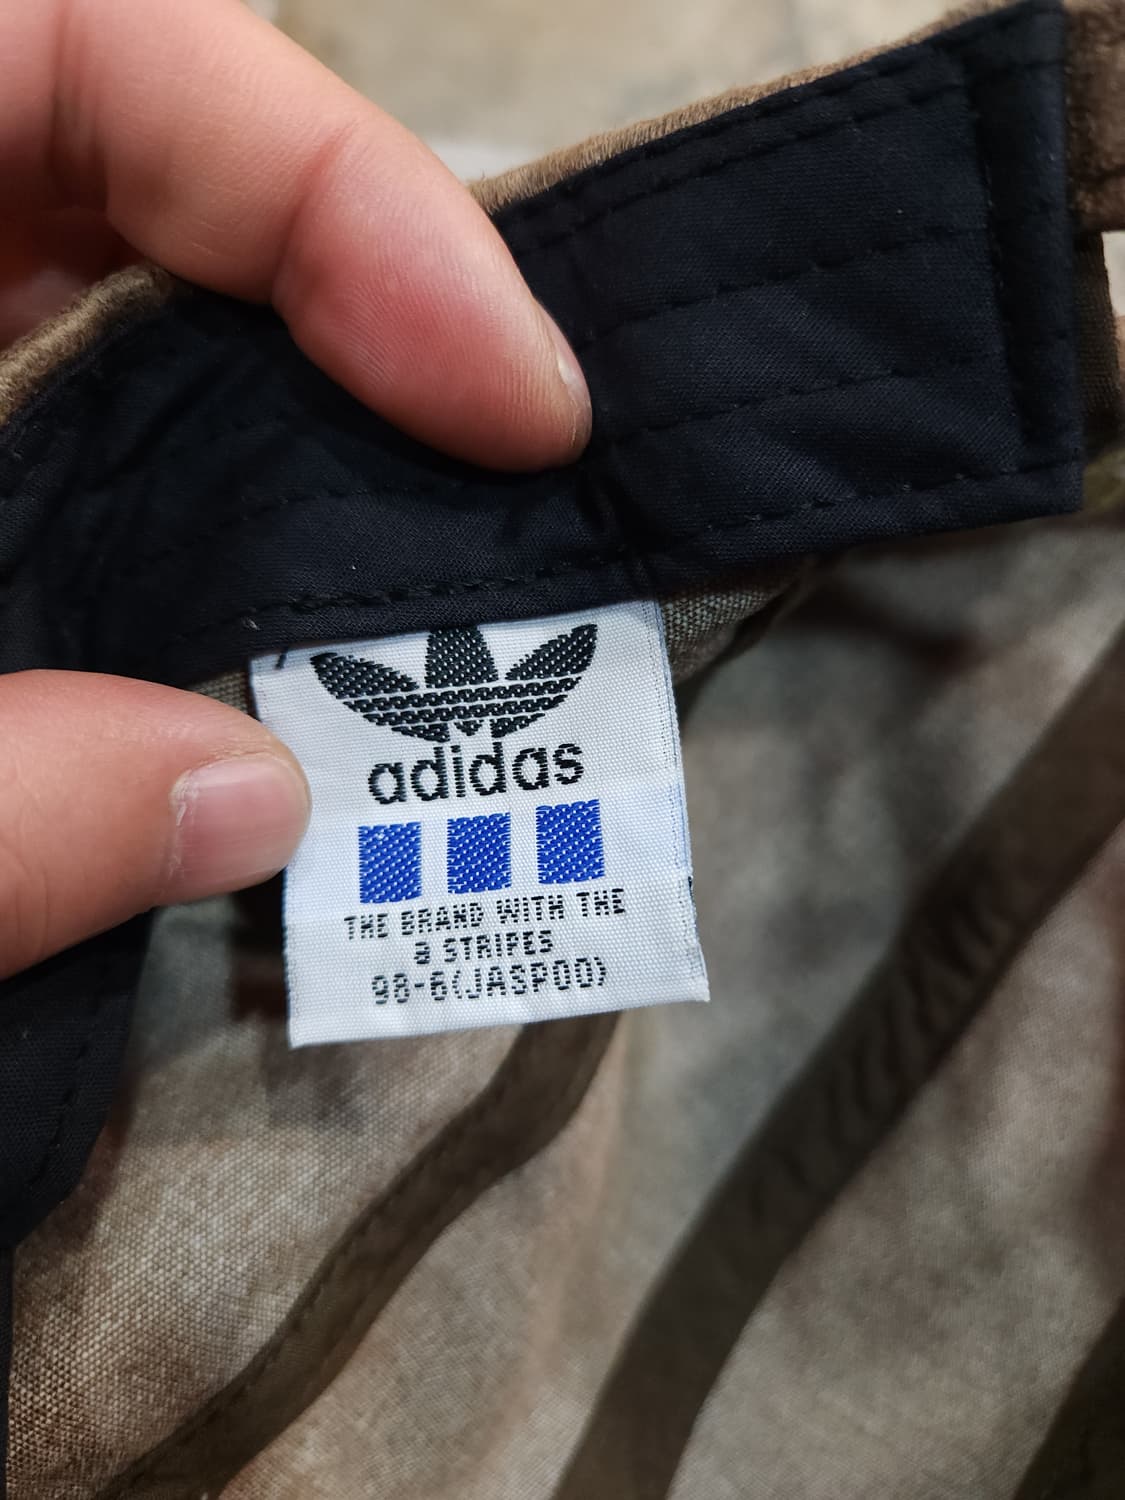 adidas
THE BRAND WITH THE
3 STRIPES
98-6(JASPOO)